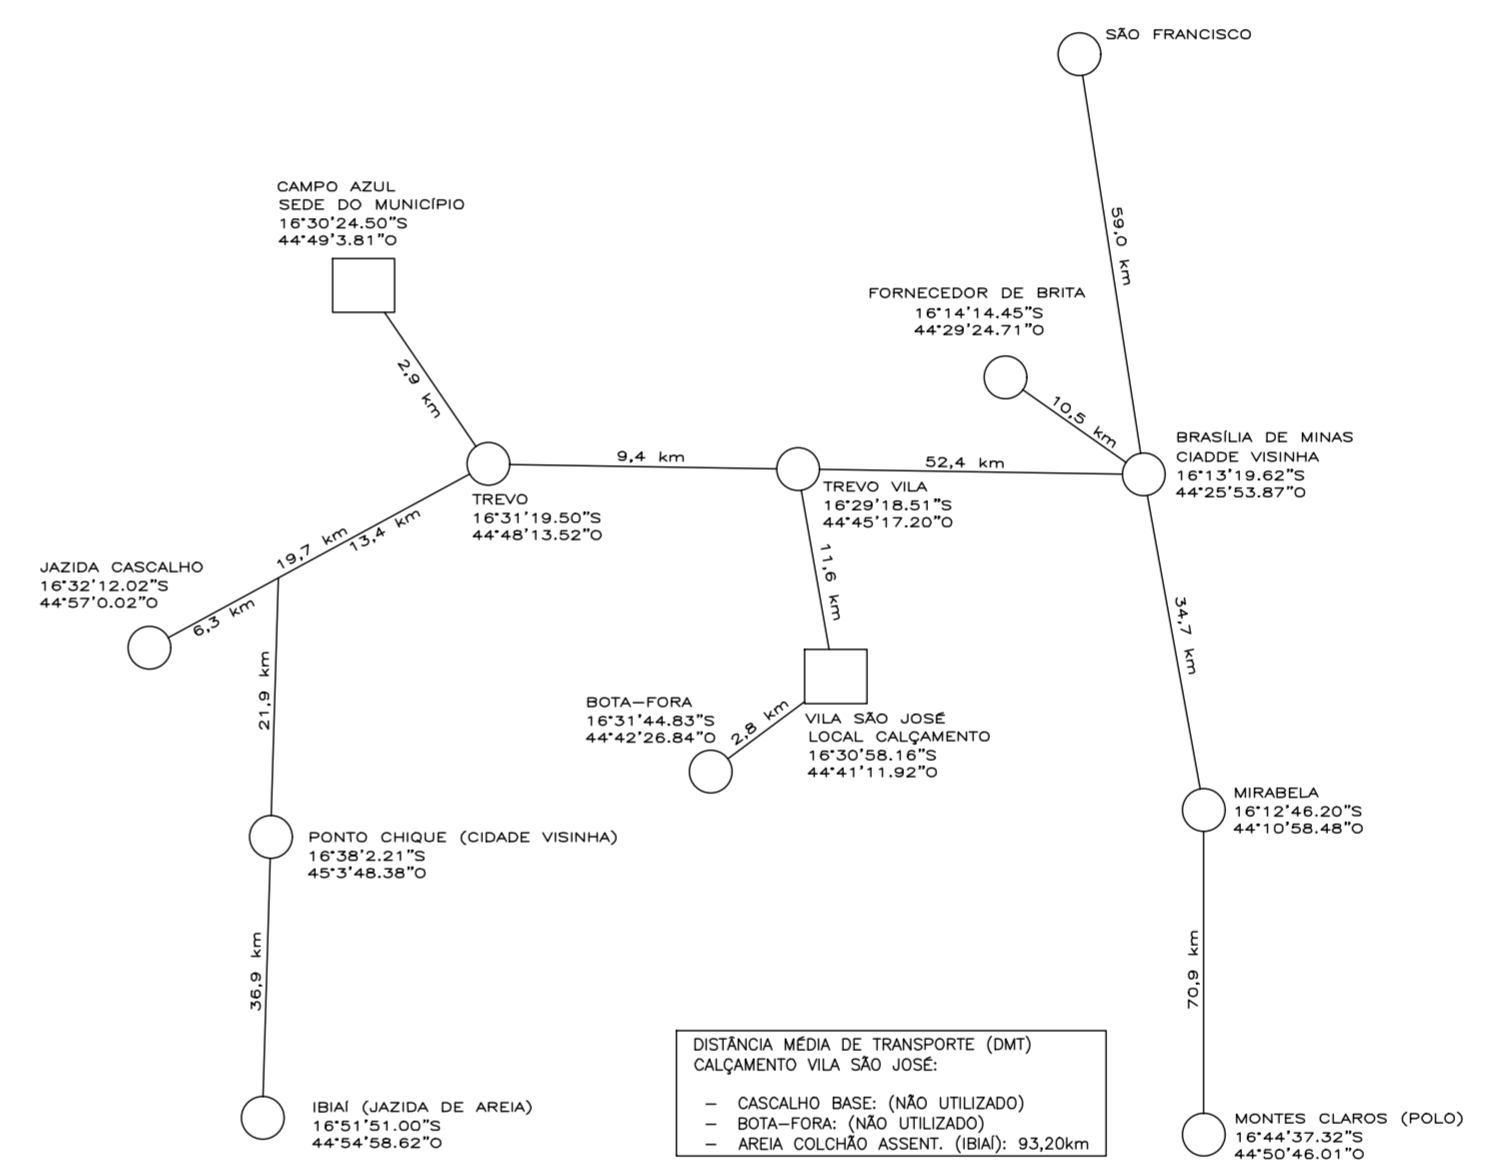 SÃO FRANCISCO
59,0 km
CAMPO AZUL
SEDE DO MUNICÍPIO
16°30'24.50"S
44°49'3.81"O
2,9 km
FORNECEDOR DE BRITA
16°14'14.45"S
44°29'24.71"O
10,5 km
BRASÍLIA DE MINAS
CIADDE VISINHA
16°13'19.62"S
44°25'53.87"O
9,4 km
52,4 km
TREVO
16°31'19.50"S
44°48'13.52"O
TREVO VILA
16°29'18.51"S
44°45'17.20"O
19,7 km
13,4 km
JAZIDA CASCALHO
16°32'12.02"S
44°57'0.02"O
6,3 km
11,6 km
34,7 km
21,9 km
BOTA-FORA
16°31'44.83"S
44°42'26.84"O
2,8 km
VILA SÃO JOSÉ
LOCAL CALÇAMENTO
16°30'58.16"S
44°41'11.92"O
MIRABELA
16°12'46.20"S
44°10'58.48"O
PONTO CHIQUE (CIDADE VISINHA)
16°38'2.21"S
45°3'48.38"O
36,9 km
70,9 km
IBIAÍ (JAZIDA DE AREIA)
16°51'51.00"S
44°54'58.62"O
DISTÂNCIA MÉDIA DE TRANSPORTE (DMT)
CALÇAMENTO VILA SÃO JOSÉ:
- CASCALHO BASE: (NÃO UTILIZADO)
- BOTA-FORA: (NÃO UTILIZADO)
- AREIA COLCHÃO ASSENT. (IBIAÍ): 93,20km
MONTES CLAROS (POLO)
16°44'37.32"S
44°50'46.01"O